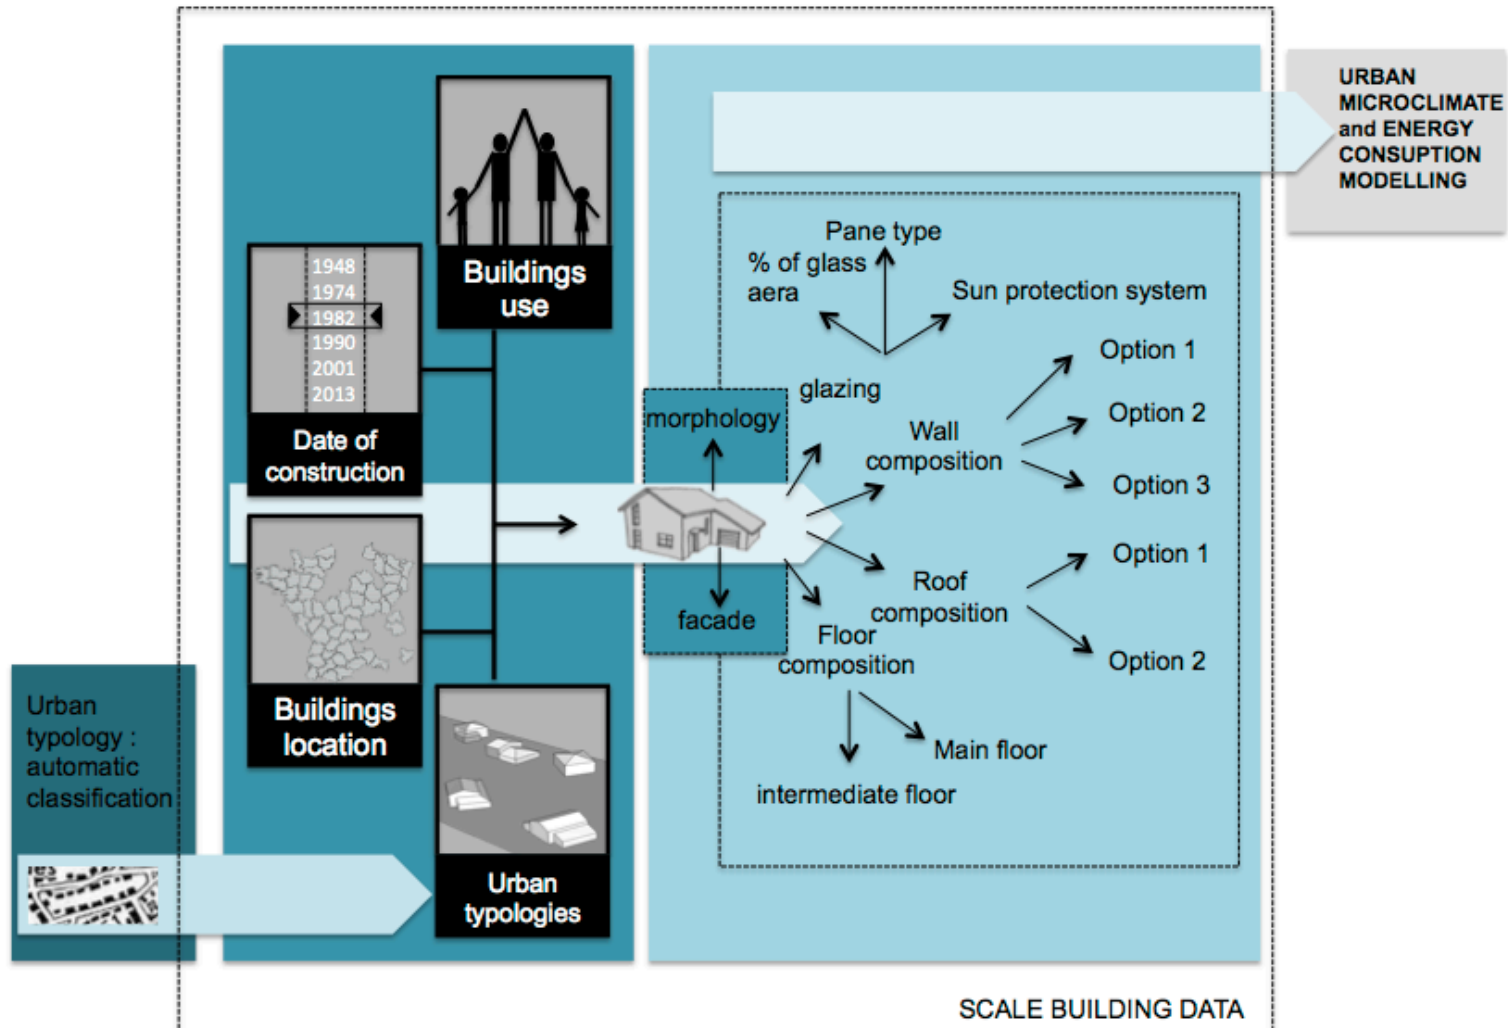 URBAN
MICROCLIMATE
and ENERGY
CONSUPTION
MODELLING
Buildings
use
1948
1974
1982
1990
2001
2013
Date of
construction
Buildings
location
Urban
typology :
automatic
classification
Urban
typologies
morphology
facade
Pane type
% of glass
aera
Sun protection system
glazing
Wall
composition
Option 1
Option 2
Option 3
Roof
composition
Option 1
Option 2
Floor
composition
Main floor
intermediate floor
SCALE BUILDING DATA